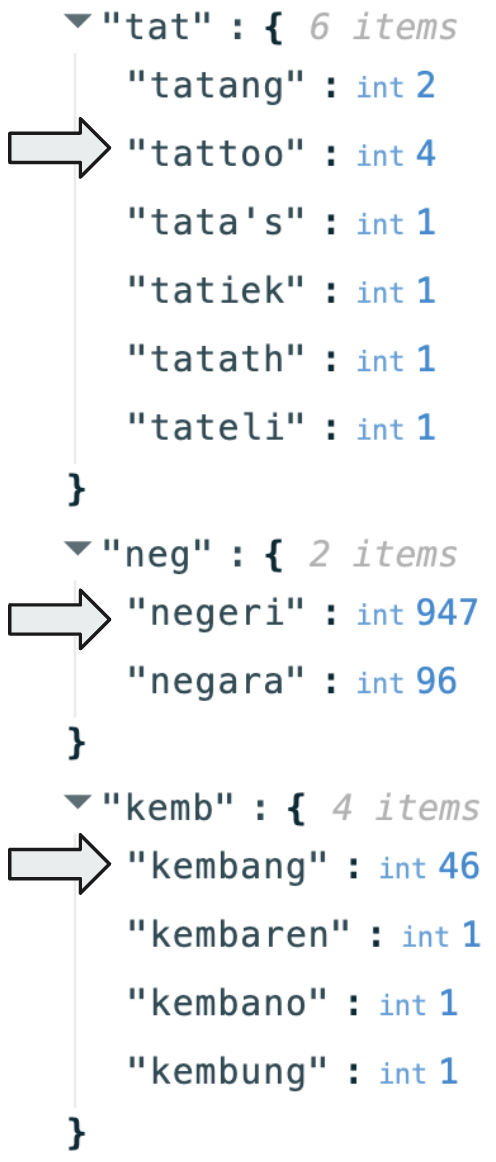 "tat" : { 6 items
"tatang" : int 2
"tattoo" : int 4
"tata's" : int 1
"tatiek" : int 1
"tatath" : int 1
"tateli" : int 1
}
"neg" : { 2 items
"negeri" : int 947
"negara" : int 96
}
"kemb" : { 4 items
"kembang" : int 46
"kembaren" : int 1
"kembano" : int 1
"kembung" : int 1
}